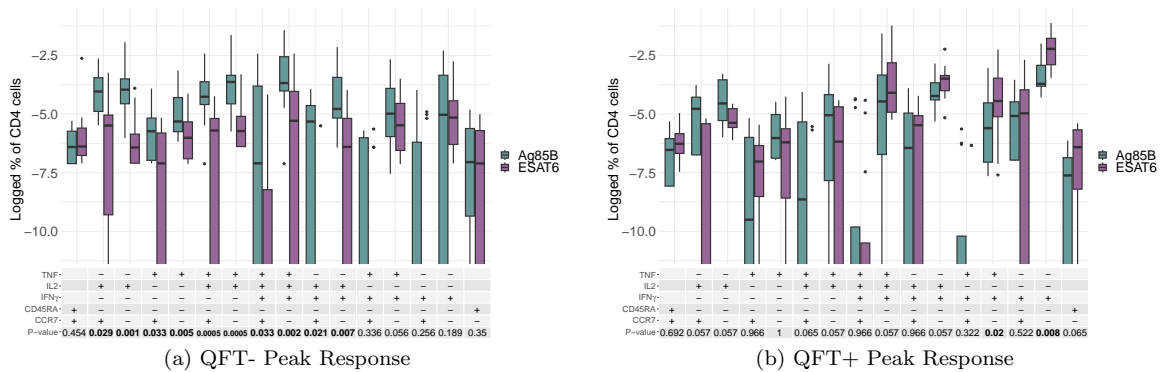 −2.5
−5.0
−7.5
−10.0
Logged % of CD4 cells
Ag85B
ESAT6
TNF − − + + + + + + − − + + − −
IL2 + + − − + + + + + + − − − −
IFNγ − − − − − − + + + + + + + +
CD45RA + +
CCR7 + + − + − + − + − + − + − + − −
P−value 0.454 0.029 0.001 0.033 0.005 0.0005 0.0005 0.033 0.002 0.021 0.007 0.336 0.056 0.256 0.189 0.35
(a) QFT- Peak Response
−2.5
−5.0
−7.5
−10.0
Logged % of CD4 cells
Ag85B
ESAT6
TNF − − + + + + + + − − + + − −
IL2 + + − − + + + + + + − − − −
IFNγ − − − − − − + + + + + + + +
CD45RA + +
CCR7 + + − + − + − + − + − + − + − −
P−value 0.692 0.057 0.057 0.966 1 0.065 0.057 0.966 0.057 0.966 0.057 0.322 0.02 0.522 0.008 0.065
(b) QFT+ Peak Response